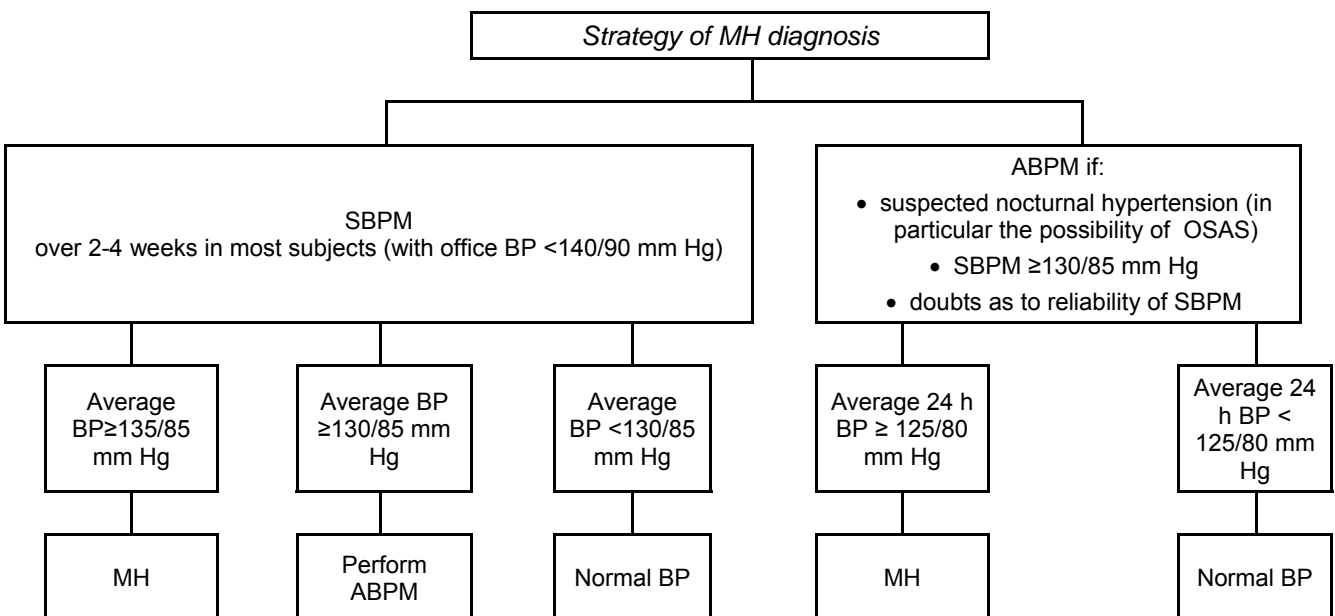 Strategy of MH diagnosis
SBPM
over 2-4 weeks in most subjects (with office BP <140/90 mm Hg)
ABPM if:
• suspected nocturnal hypertension (in
particular the possibility of OSAS)
• SBPM ≥130/85 mm Hg
• doubts as to reliability of SBPM
Average
BP≥135/85
mm Hg
Average BP
≥130/85 mm
Hg
Average
BP <130/85
mm Hg
Average 24 h
BP ≥ 125/80
mm Hg
Average 24
h BP <
125/80 mm
Hg
MH
Perform
ABPM
Normal BP
MH
Normal BP